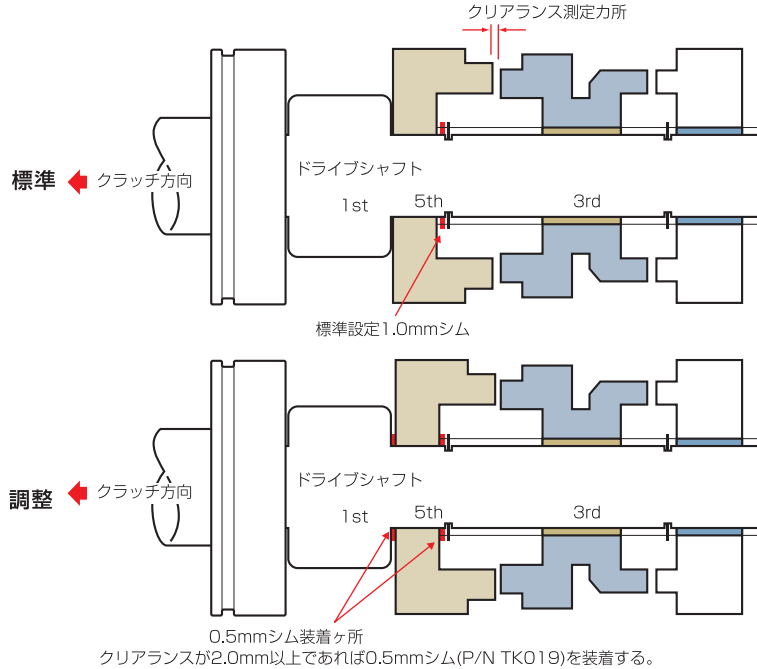 クリアランス測定カ所
ドライブシャフト
標準
クラッチ方向
1st
5th
3rd
標準設定1.0mmシム
ドライブシャフト
調整
クラッチ方向
1st
5th
3rd
0.5mmシム装着ヶ所
クリアランスが2.0mm以上であれば0.5mmシム(P/N TK019)を装着する。